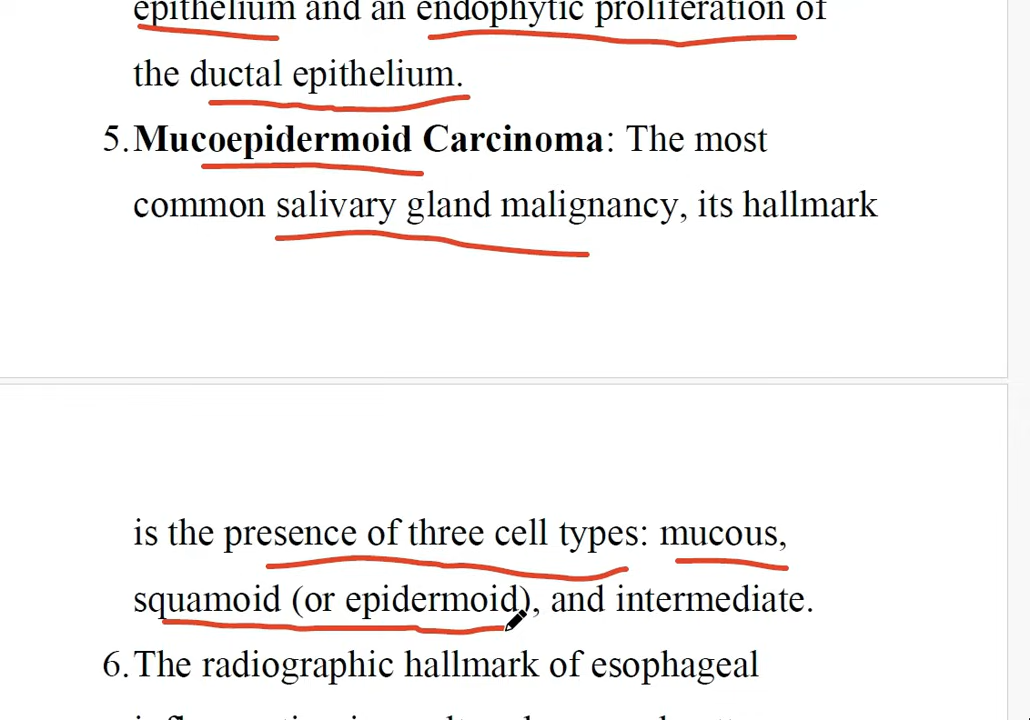 epithelium and an endophytic proliferation of
the ductal epithelium.
5. Mucoepidermoid Carcinoma: The most
common salivary gland malignancy, its hallmark
is the presence of three cell types: mucous,
squamoid (or epidermoid), and intermediate.
6. The radiographic hallmark of esophageal